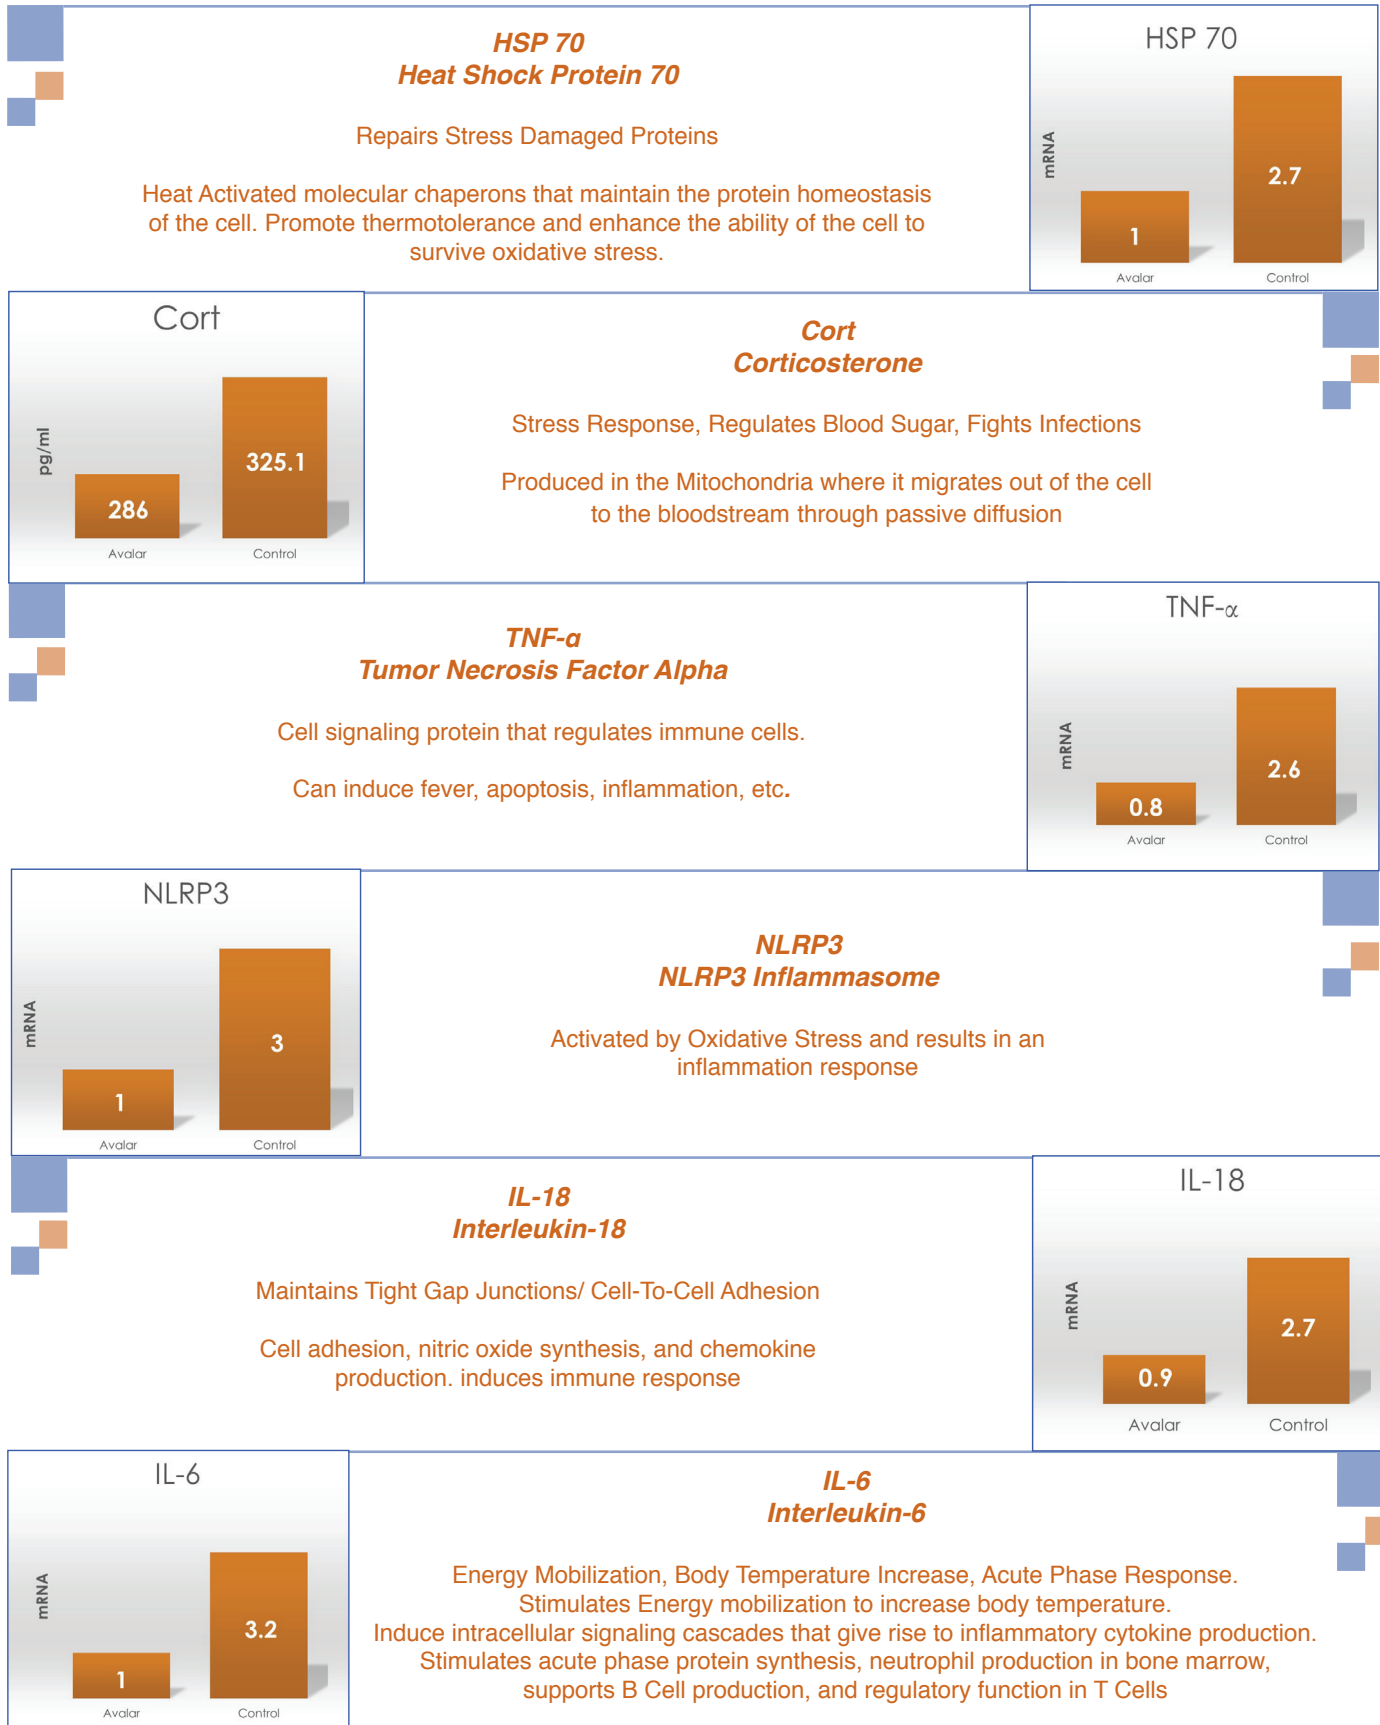 HSP 70
Heat Shock Protein 70
Repairs Stress Damaged Proteins
Heat Activated molecular chaperons that maintain the protein homeostasis
of the cell. Promote thermotolerance and enhance the ability of the cell to
survive oxidative stress.
HSP 70
mRNA
2.7
1
Avalar
Control
Cort
pg/ml
325.1
286
Avalar
Control
Cort
Corticosterone
Stress Response, Regulates Blood Sugar, Fights Infections
Produced in the Mitochondria where it migrates out of the cell
to the bloodstream through passive diffusion
TNF-α
Tumor Necrosis Factor Alpha
Cell signaling protein that regulates immune cells.
Can induce fever, apoptosis, inflammation, etc.
TNF-α
mRNA
2.6
0.8
Avalar
Control
NLRP3
mRNA
3
1
Avalar
Control
NLRP3
NLRP3 Inflammasome
Activated by Oxidative Stress and results in an
inflammation response
IL-18
Interleukin-18
Maintains Tight Gap Junctions/ Cell-To-Cell Adhesion
Cell adhesion, nitric oxide synthesis, and chemokine
production. induces immune response
IL-18
mRNA
2.7
0.9
Avalar
Control
IL-6
mRNA
3.2
1
Avalar
Control
IL-6
Interleukin-6
Energy Mobilization, Body Temperature Increase, Acute Phase Response.
Stimulates Energy mobilization to increase body temperature.
Induce intracellular signaling cascades that give rise to inflammatory cytokine production.
Stimulates acute phase protein synthesis, neutrophil production in bone marrow,
supports B Cell production, and regulatory function in T Cells